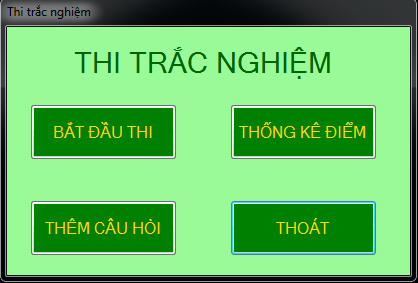 Thi trắc nghiệm
THI TRẮC NGHIỆM
BẮT ĐẦU THI
THỐNG KÊ ĐIỂM
THÊM CÂU HỎI
THOÁT